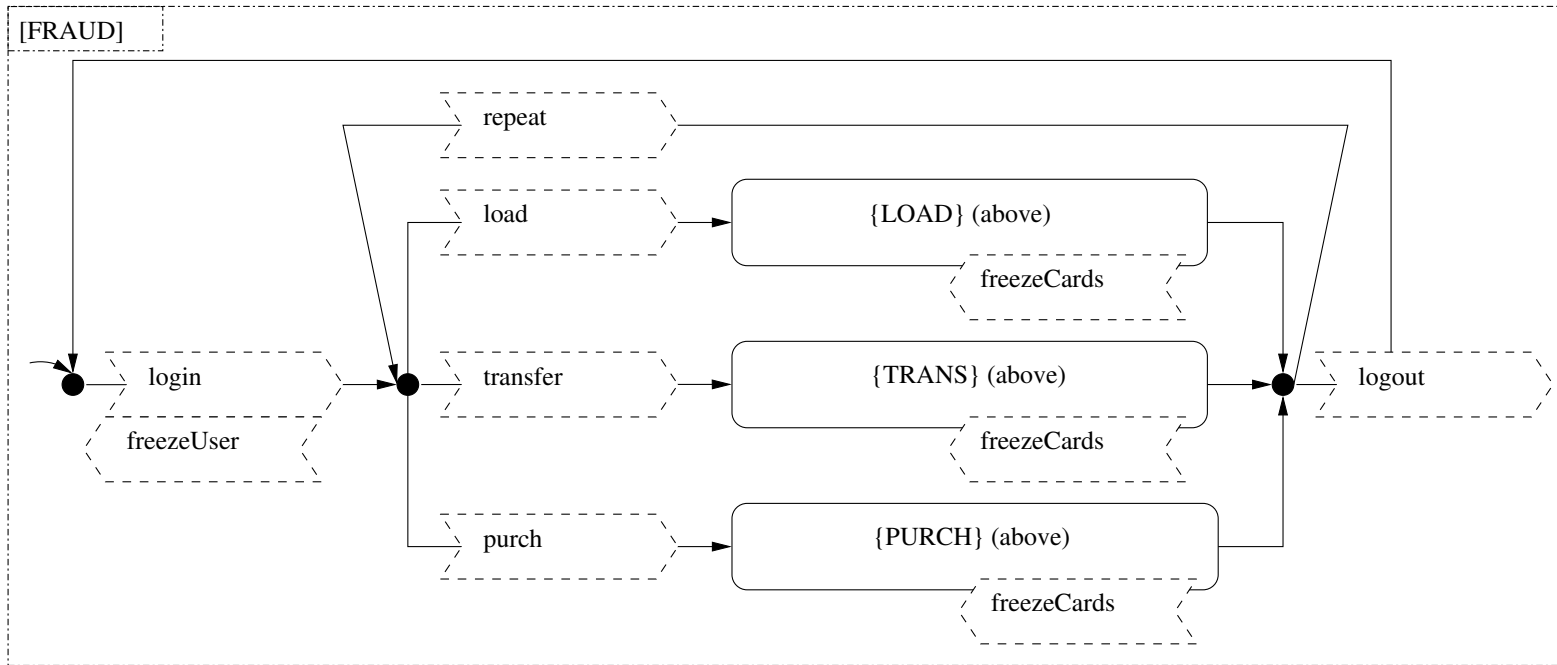 [FRAUD]
repeat
load
{LOAD} (above)
freezeCards
login
transfer
{TRANS} (above)
logout
freezeUser
freezeCards
purch
{PURCH} (above)
freezeCards